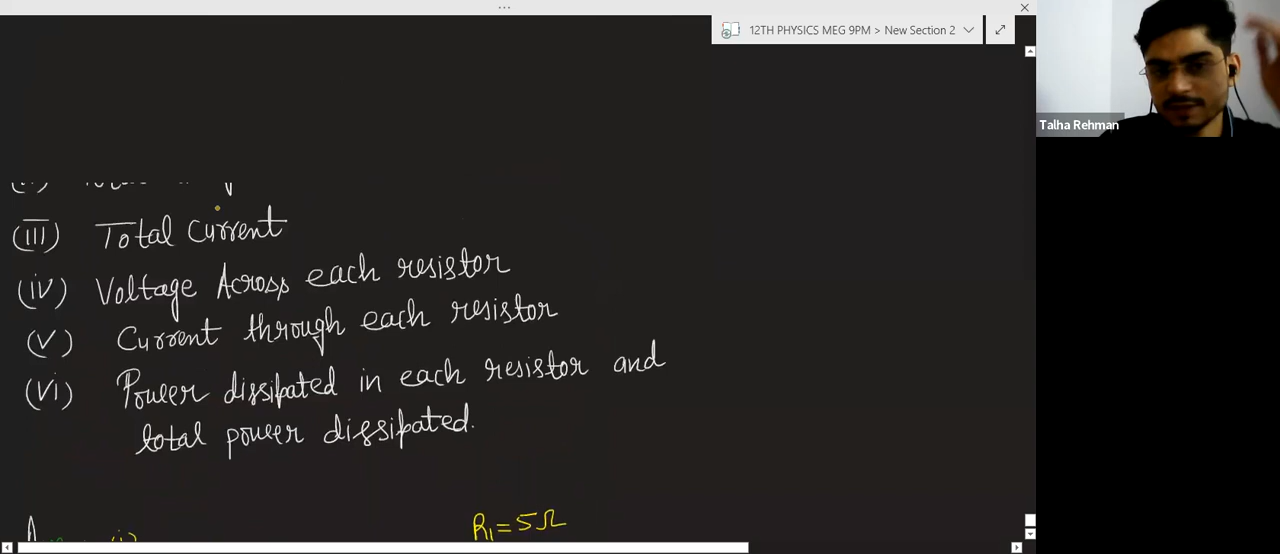 12TH PHYSICS MEG 9PM > New Section 2
Talha Rehman
(III) Total Current
(iv) Voltage Across each resistor
(V) Current through each resistor
(Vi) Power dissipated in each resistor and
total power dissipated.
R₁ = 5Ω
(i)